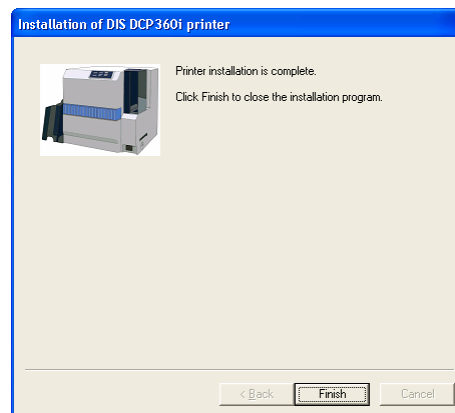 Installation of DIS DCP360i printer
Printer installation is complete.
Click Finish to close the installation program.
< Back
Finish
Cancel